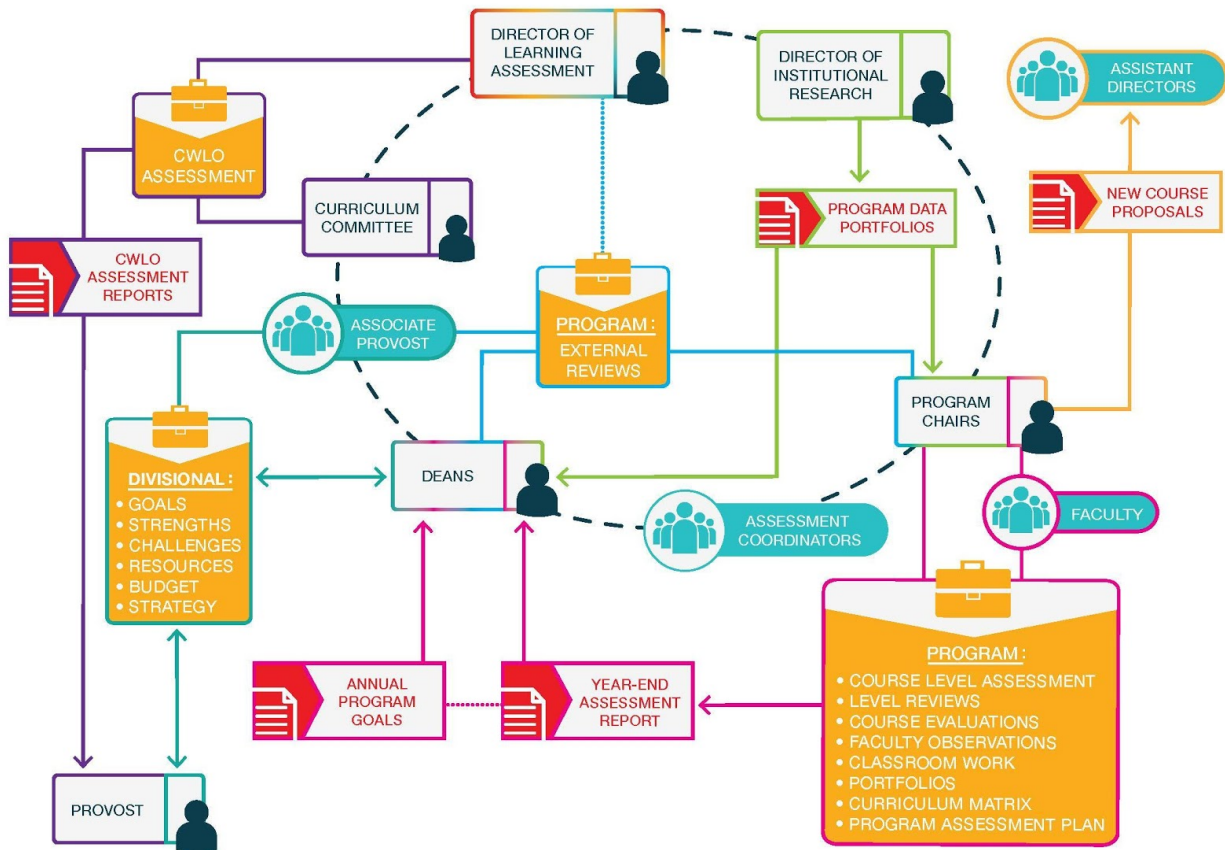 DIRECTOR OF
LEARNING
ASSESSMENT
DIRECTOR OF
INSTITUTIONAL
RESEARCH
ASSISTANT
DIRECTORS
CWLO
ASSESSMENT
CURRICULUM
COMMITTEE
PROGRAM DATA
PORTFOLIOS
NEW COURSE
PROPOSALS
CWLO
ASSESSMENT
REPORTS
ASSOCIATE
PROVOST
PROGRAM:
EXTERNAL
REVIEWS
PROGRAM
CHAIRS
DIVISIONAL:
• GOALS
• STRENGTHS
• CHALLENGES
• RESOURCES
• BUDGET
• STRATEGY
DEANS
ASSESSMENT
COORDINATORS
FACULTY
ANNUAL
PROGRAM
GOALS
YEAR-END
ASSESSMENT
REPORT
PROGRAM:
• COURSE LEVEL ASSESSMENT
• LEVEL REVIEWS
• COURSE EVALUATIONS
• FACULTY OBSERVATIONS
• CLASSROOM WORK
• PORTFOLIOS
• CURRICULUM MATRIX
• PROGRAM ASSESSMENT PLAN
PROVOST